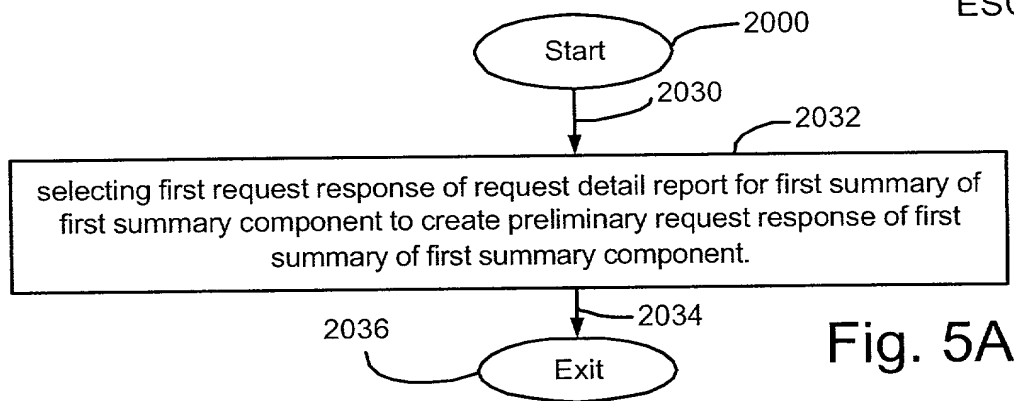 ESC
2000
Start
2030
2032
selecting first request response of request detail report for first summary of
first summary component to create preliminary request response of first
summary of first summary component.
2034
2036
Exit
Fig. 5A